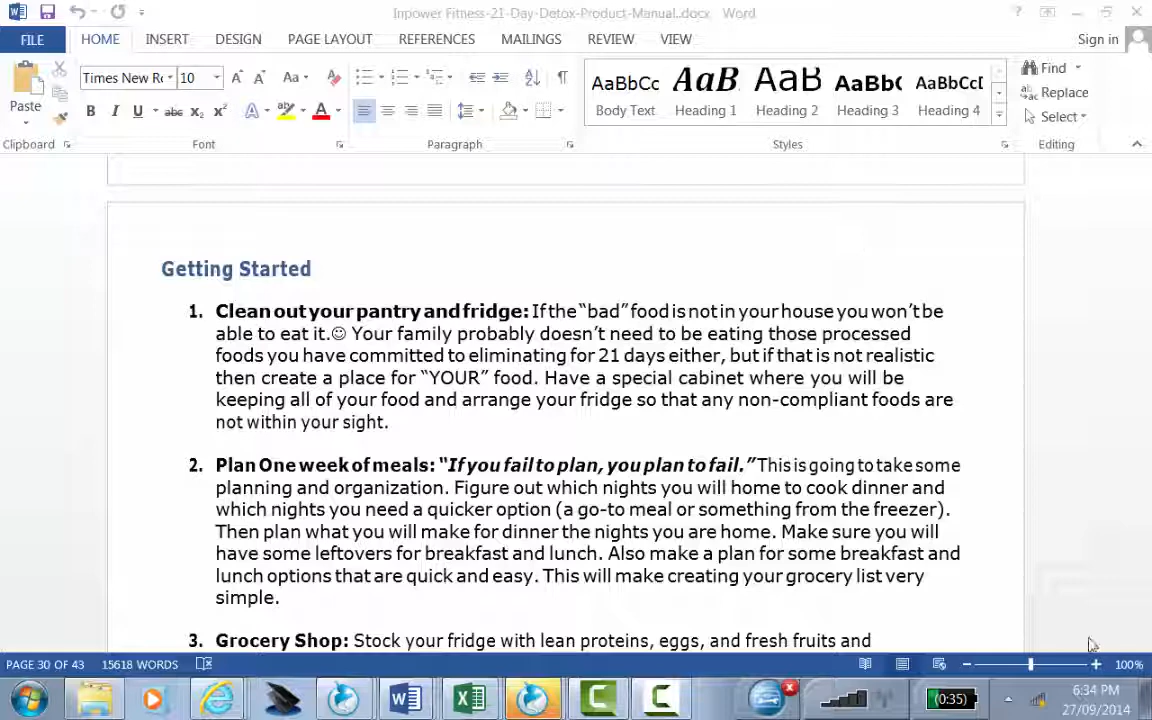 Inpower Fitness-21-Day-Detox-Product-Manual..docx - Word
FILE HOME INSERT DESIGN PAGE LAYOUT REFERENCES MAILINGS REVIEW VIEW Sign in
Times New Ro 10
Paste
AaBbCc AaB AaB AaBb( AaBbC(
Body Text Heading 1 Heading 2 Heading 3 Heading 4
Find
Replace
Select
Clipboard Font Paragraph Styles Editing
Getting Started
1. Clean out your pantry and fridge: If the “bad” food is not in your house you won’t be
able to eat it.☺ Your family probably doesn’t need to be eating those processed
foods you have committed to eliminating for 21 days either, but if that is not realistic
then create a place for “YOUR” food. Have a special cabinet where you will be
keeping all of your food and arrange your fridge so that any non-compliant foods are
not within your sight.
2. Plan One week of meals: “If you fail to plan, you plan to fail.” This is going to take some
planning and organization. Figure out which nights you will home to cook dinner and
which nights you need a quicker option (a go-to meal or something from the freezer).
Then plan what you will make for dinner the nights you are home. Make sure you will
have some leftovers for breakfast and lunch. Also make a plan for some breakfast and
lunch options that are quick and easy. This will make creating your grocery list very
simple.
3. Grocery Shop: Stock your fridge with lean proteins, eggs, and fresh fruits and
PAGE 30 OF 43 15618 WORDS 100%
(0:35)
6:34 PM
27/09/2014